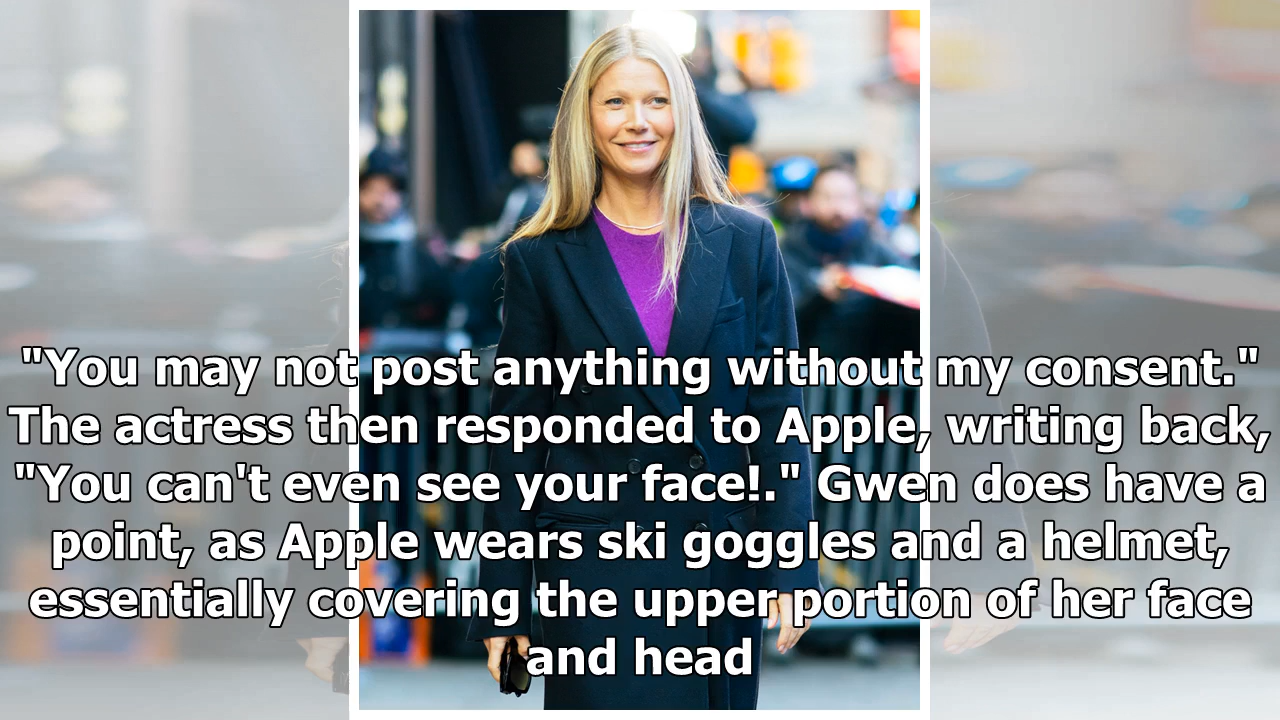 "You may not post anything without my consent."
The actress then responded to Apple, writing back,
"You can't even see your face!." Gwen does have a
point, as Apple wears ski goggles and a helmet,
essentially covering the upper portion of her face
and head